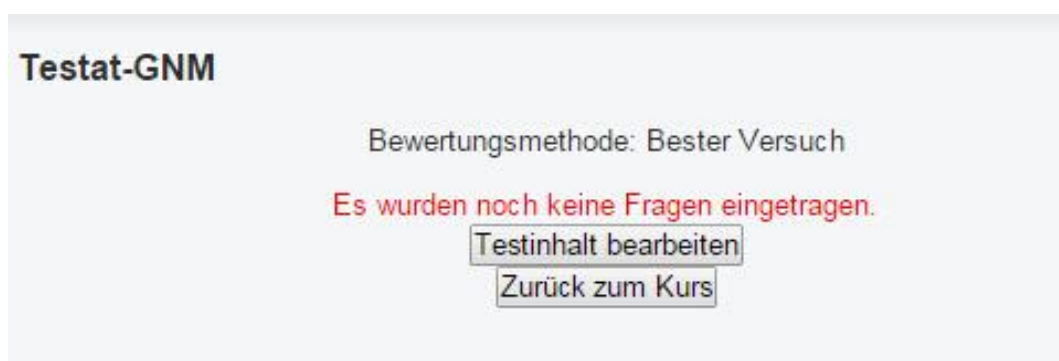 Testat-GNM
Bewertungsmethode: Bester Versuch
Es wurden noch keine Fragen eingetragen.
Testinhalt bearbeiten
Zurück zum Kurs